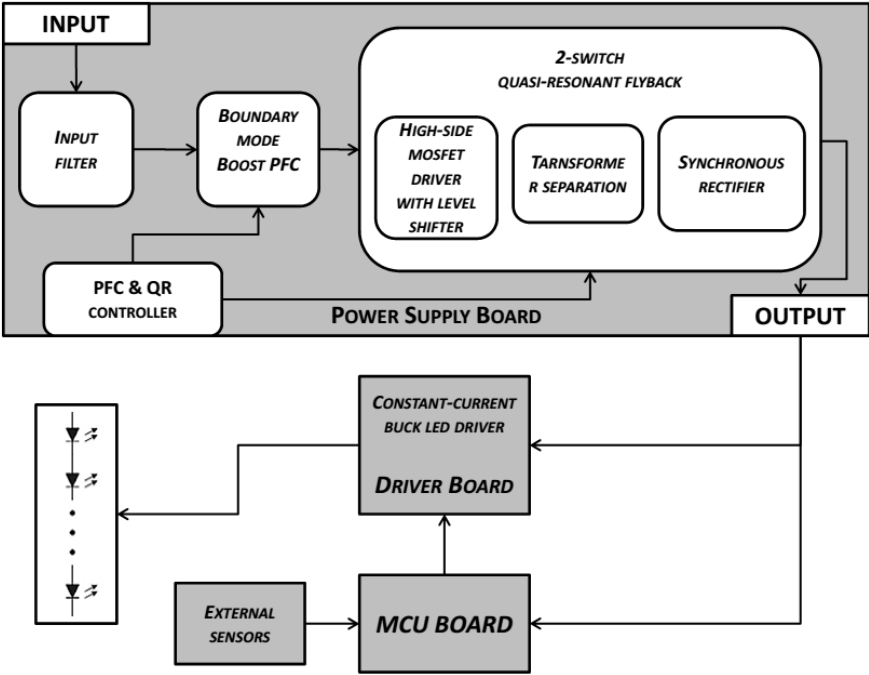 INPUT
2-SWITCH
QUASI-RESONANT FLYBACK
INPUT
FILTER
BOUNDARY
MODE
BOOST PFC
HIGH-SIDE
MOSFET
DRIVER
WITH LEVEL
SHIFTER
TARNSFORME
R SEPARATION
SYNCHRONOUS
RECTIFIER
PFC & QR
CONTROLLER
POWER SUPPLY BOARD
OUTPUT
CONSTANT-CURRENT
BUCK LED DRIVER
DRIVER BOARD
EXTERNAL
SENSORS
MCU BOARD